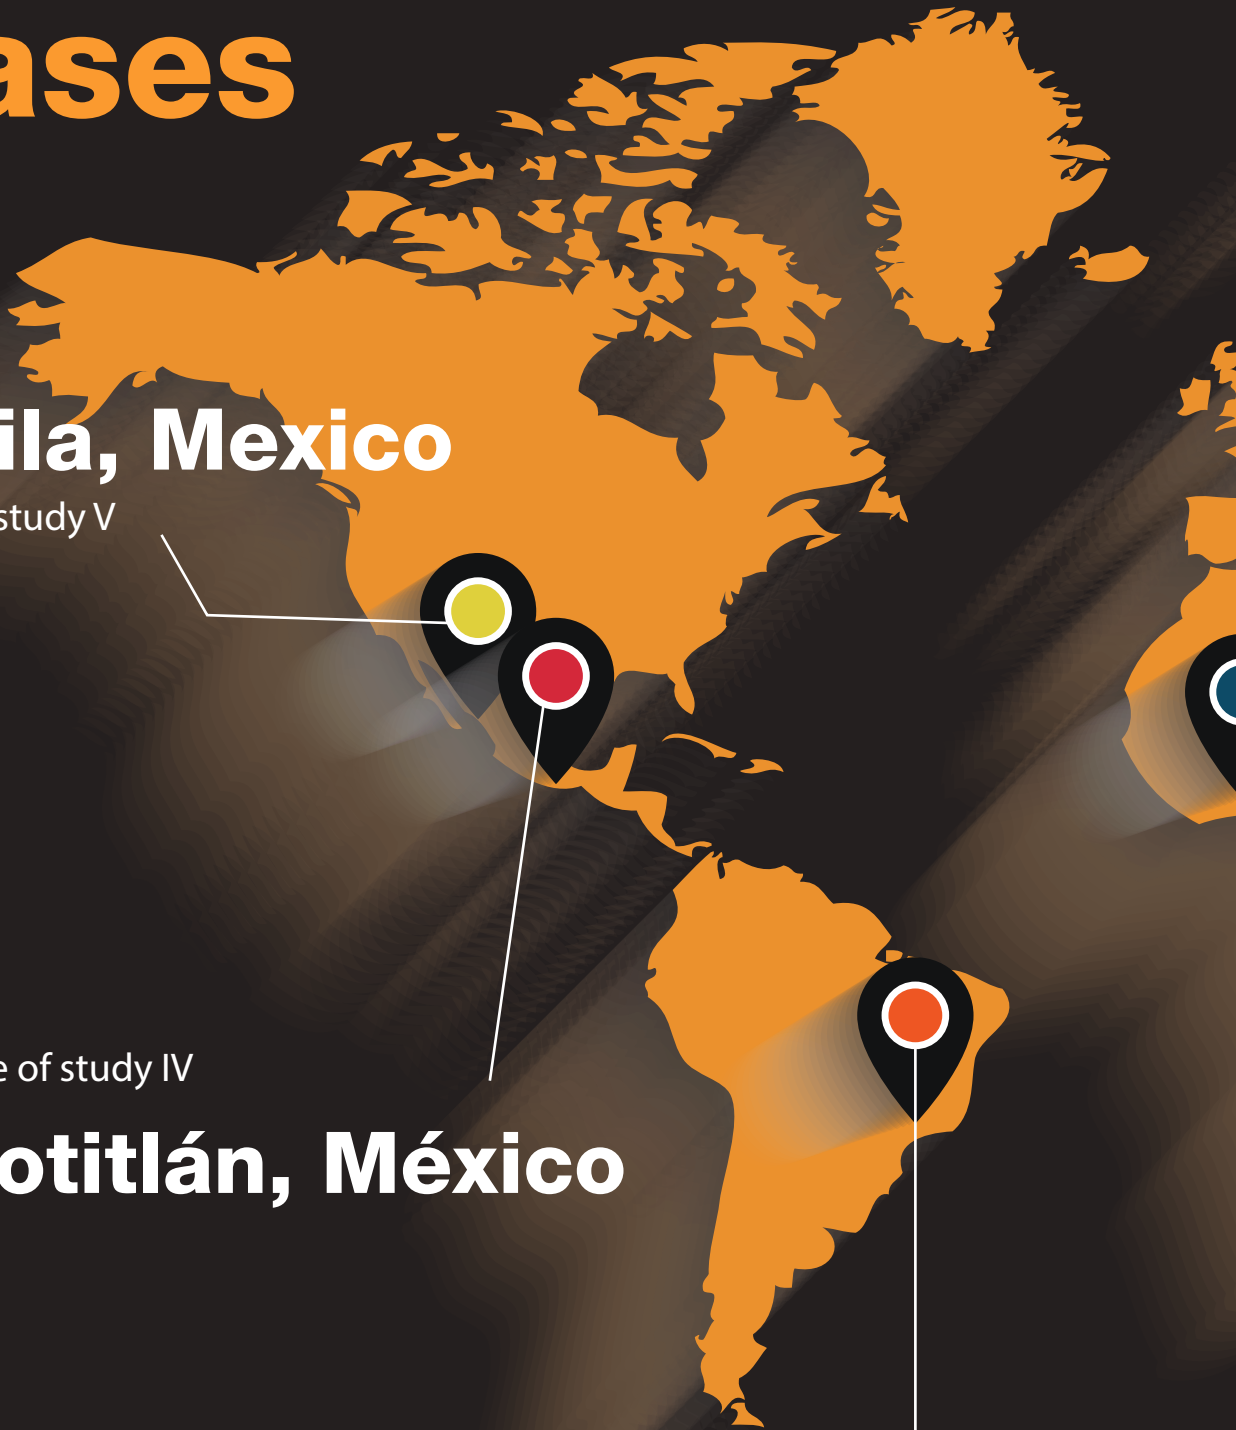 ases
ila, Mexico
study V
e of study IV
otitlán, México